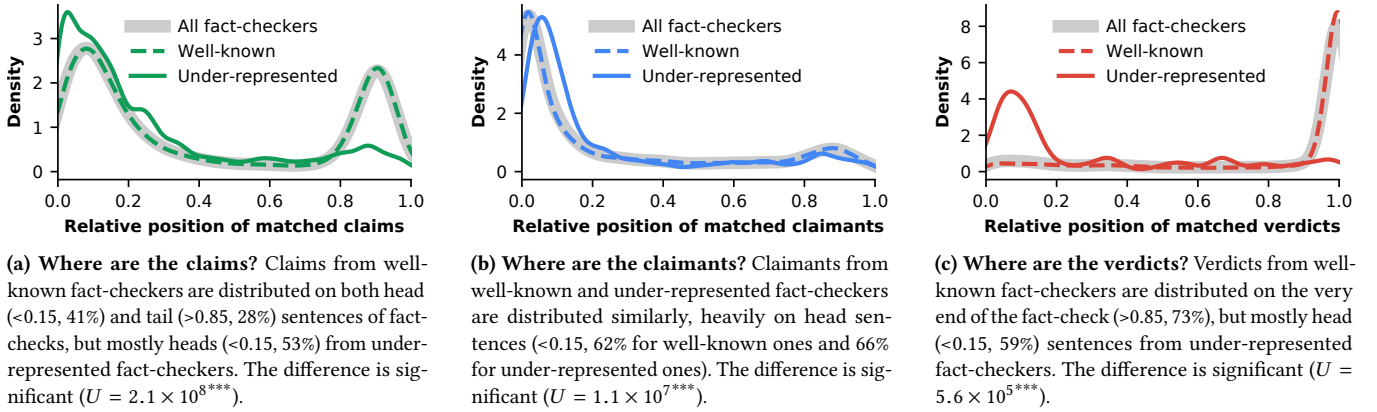 All fact-checkers
Well-known
Under-represented
Density
3
2
1
0
0.0 0.2 0.4 0.6 0.8 1.0
Relative position of matched claims
(a) Where are the claims? Claims from well-
known fact-checkers are distributed on both head
(<0.15, 41%) and tail (>0.85, 28%) sentences of fact-
checks, but mostly heads (<0.15, 53%) from under-
represented fact-checkers. The difference is sig-
nificant (U = 2.1 × 10⁸***).
All fact-checkers
Well-known
Under-represented
Density
4
2
0
0.0 0.2 0.4 0.6 0.8 1.0
Relative position of matched claimants
(b) Where are the claimants? Claimants from
well-known and under-represented fact-checkers
are distributed similarly, heavily on head sen-
tences (<0.15, 62% for well-known ones and 66%
for under-represented ones). The difference is sig-
nificant (U = 1.1 × 10⁷***).
All fact-checkers
Well-known
Under-represented
Density
8
6
4
2
0
0.0 0.2 0.4 0.6 0.8 1.0
Relative position of matched verdicts
(c) Where are the verdicts? Verdicts from well-
known fact-checkers are distributed on the very
end of the fact-check (>0.85, 73%), but mostly head
(<0.15, 59%) sentences from under-represented
fact-checkers. The difference is significant (U =
5.6 × 10⁵***).